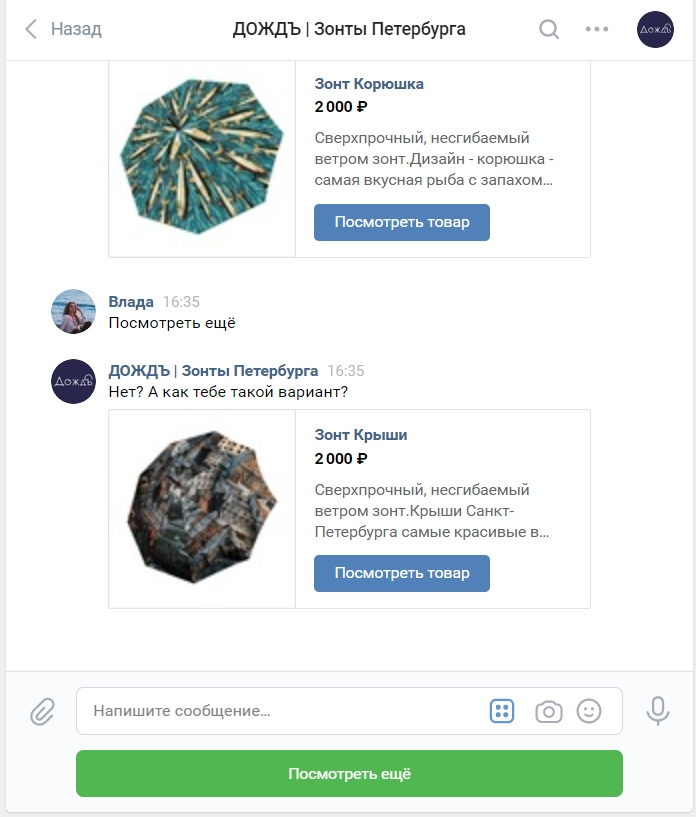 Назад
ДОЖДЪ | Зонты Петербурга
ДождЪ
Зонт Корюшка
2 000 ₽
Сверхпрочный, несгибаемый
ветром зонт.Дизайн - корюшка -
самая вкусная рыба с запахом...
Посмотреть товар
Влада 16:35
Посмотреть ещё
ДождЪ
ДОЖДЪ | Зонты Петербурга 16:35
Нет? А как тебе такой вариант?
Зонт Крыши
2 000 ₽
Сверхпрочный, несгибаемый
ветром зонт.Крыши Санкт-
Петербурга самые красивые в...
Посмотреть товар
Напишите сообщение...
Посмотреть ещё